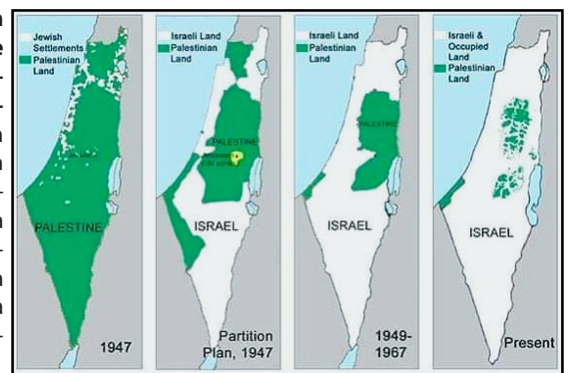 Jewish
Settlements
Palestinian
Land
PALESTINE
1947
Israeli Land
Palestinian
Land
PALESTINE
ISRAEL
Partition
Plan, 1947
Israeli Land
Palestinian
Land
PALESTINE
ISRAEL
1949-
1967
Israeli &
Occupied
Land
Palestinian
Land
ISRAEL
Present